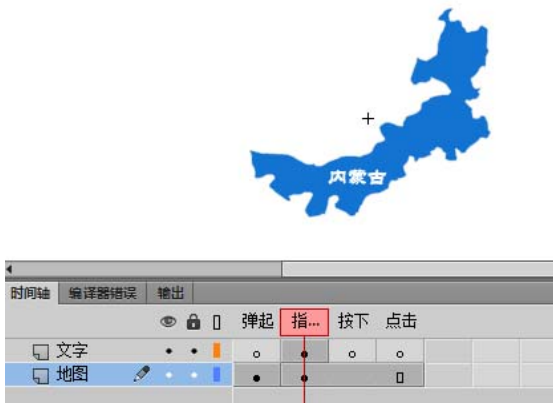 内蒙古
时间轴 编译器错误 输出
弹起 指... 按下 点击
文字
地图